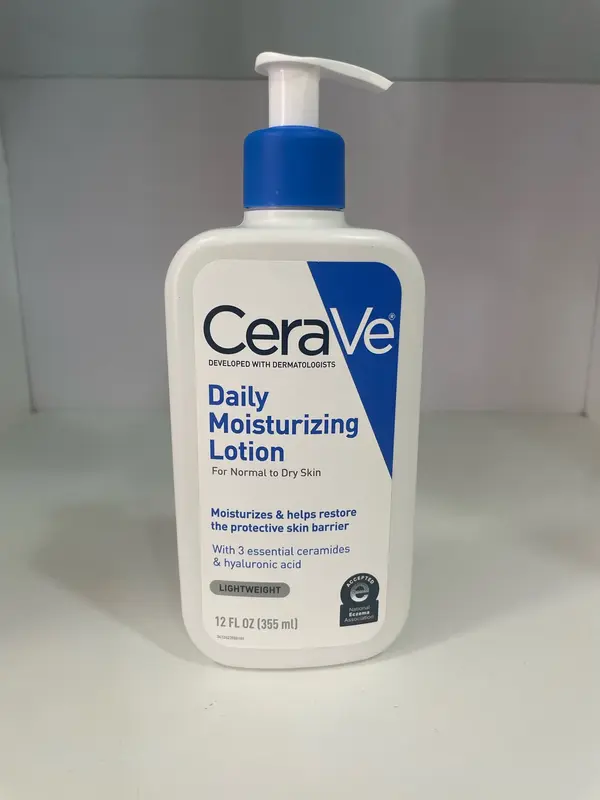 CeraVe®
DEVELOPED WITH DERMATOLOGISTS
Daily
Moisturizing
Lotion
For Normal to Dry Skin
Moisturizes & helps restore
the protective skin barrier
With 3 essential ceramides
& hyaluronic acid
LIGHTWEIGHT
12 FL OZ (355 ml)
ACCEPTED
e
National
Eczema
Association